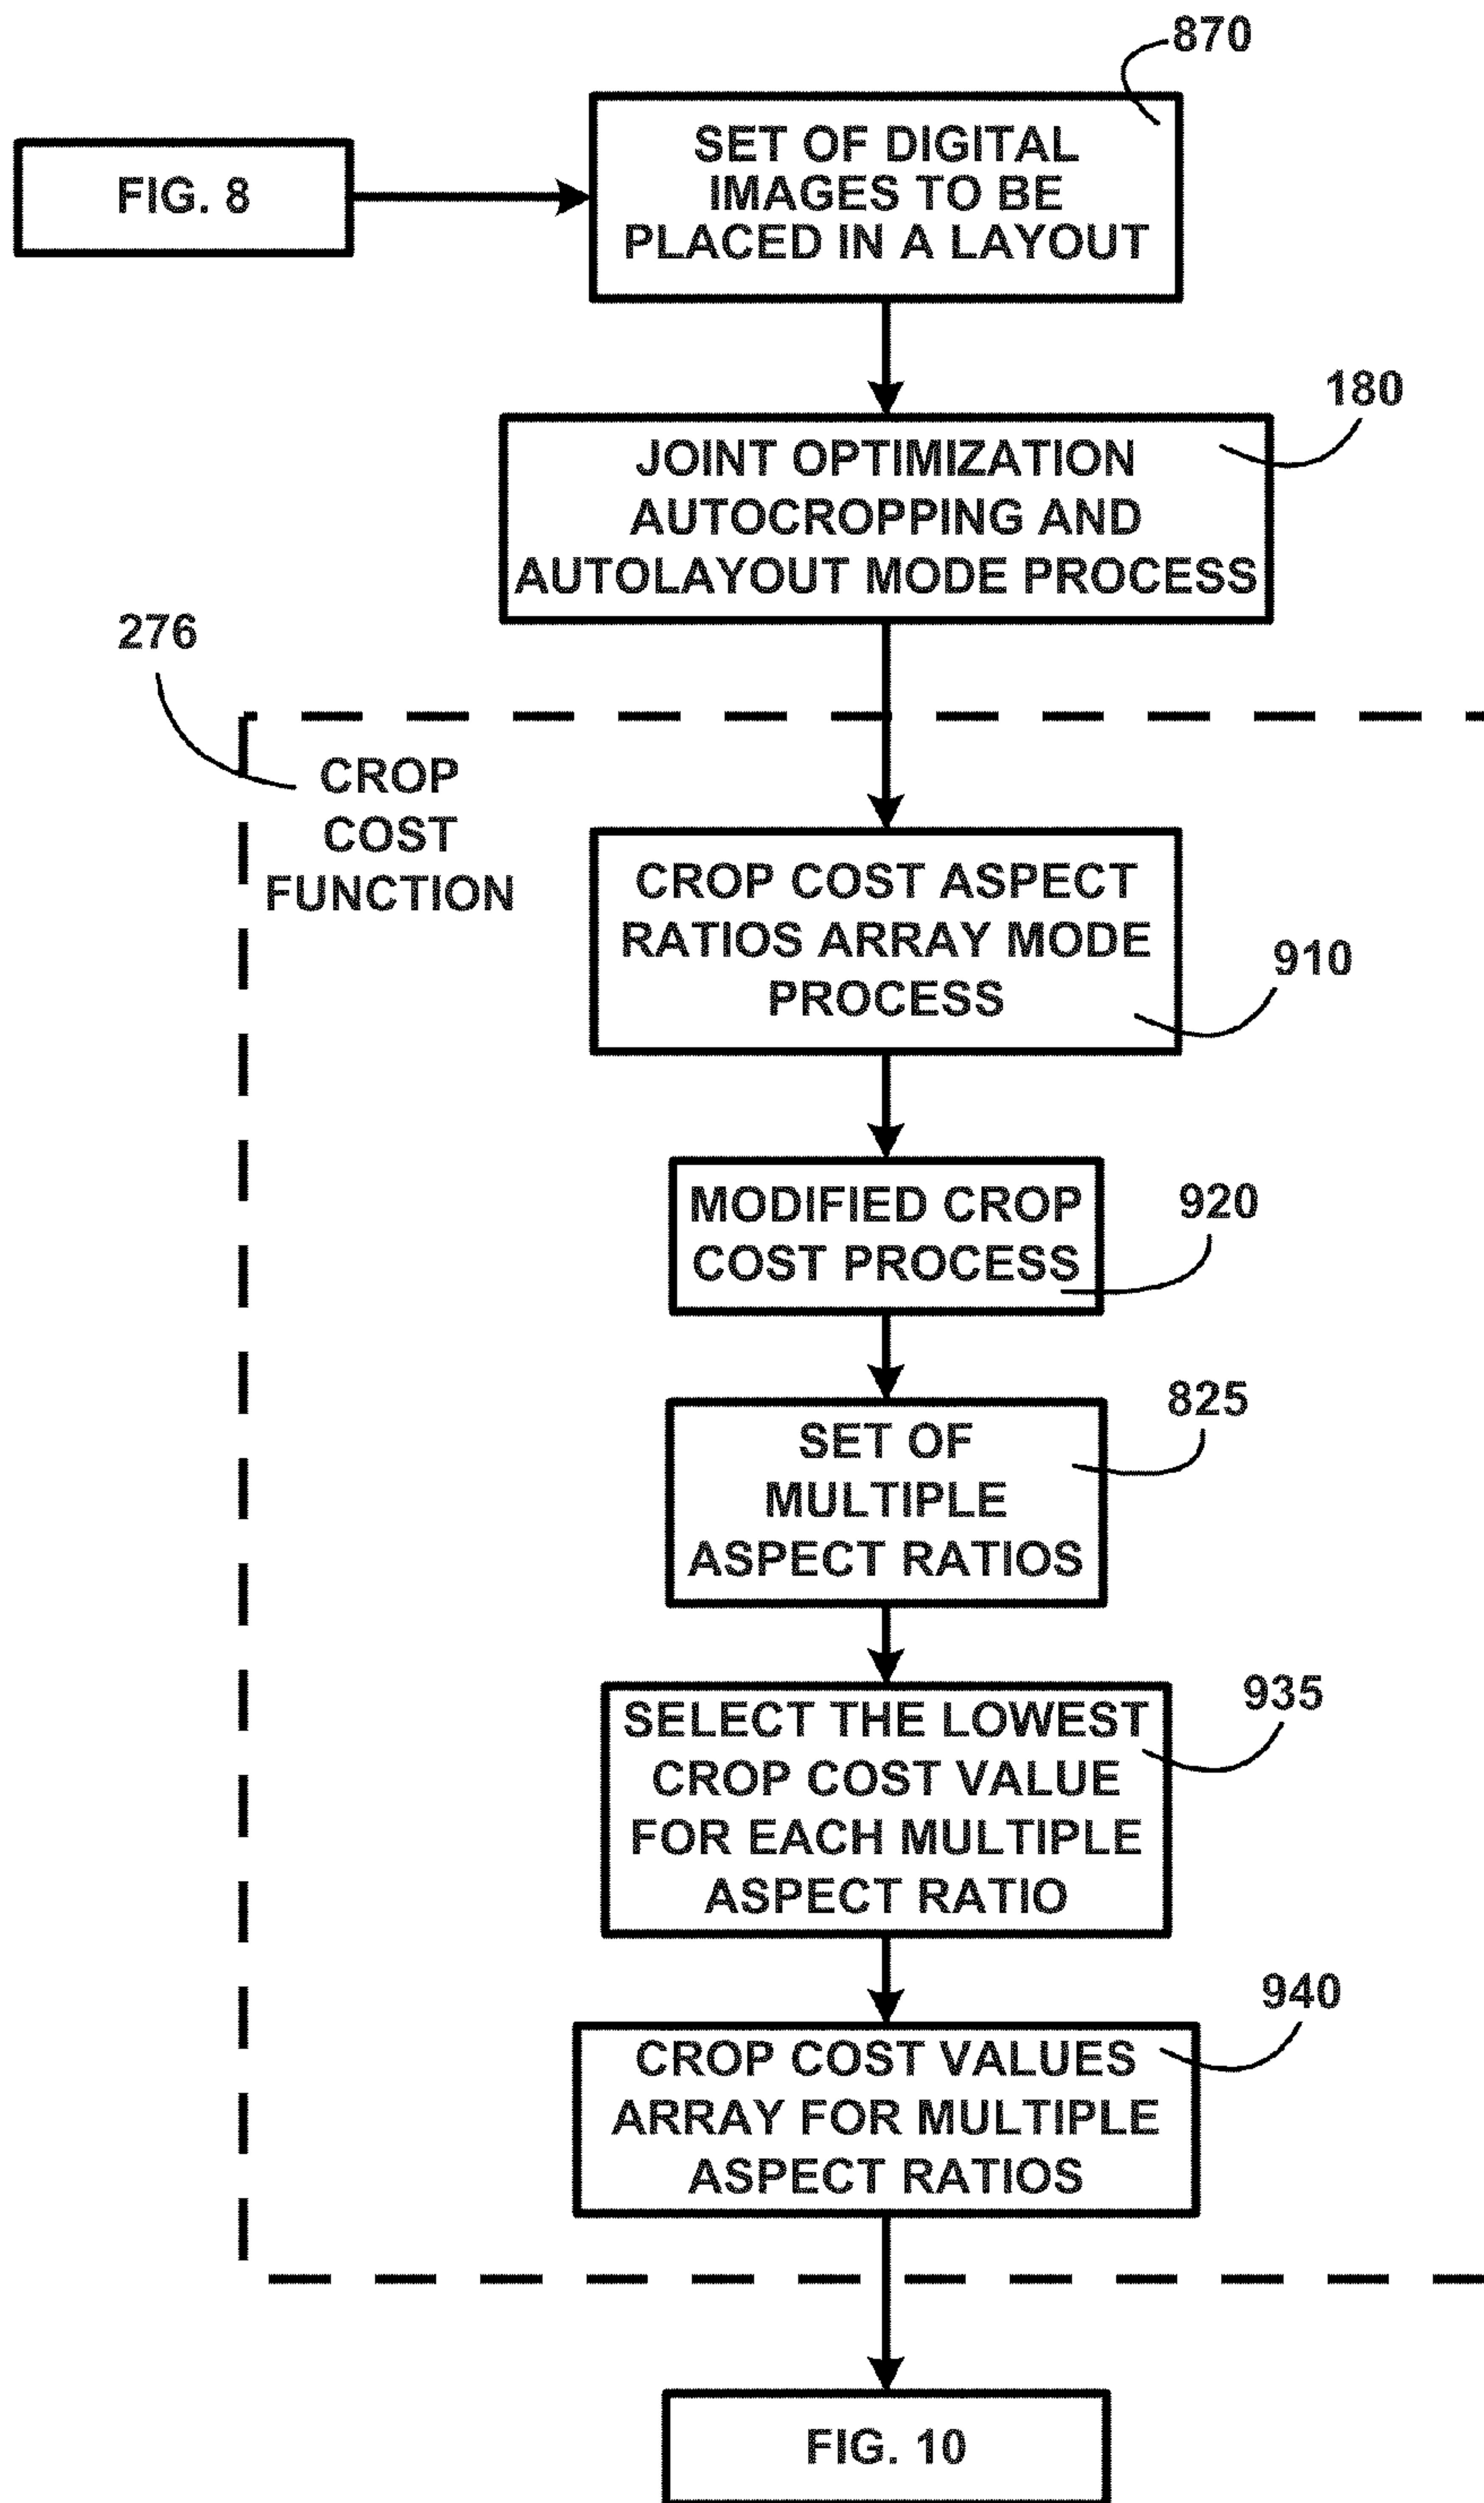 870
FIG. 8
SET OF DIGITAL
IMAGES TO BE
PLACED IN A LAYOUT
180
JOINT OPTIMIZATION
AUTOCROPPING AND
AUTOLAYOUT MODE PROCESS
276
CROP
COST
FUNCTION
CROP COST ASPECT
RATIOS ARRAY MODE
PROCESS
910
MODIFIED CROP
COST PROCESS
920
825
SET OF
MULTIPLE
ASPECT RATIOS
935
SELECT THE LOWEST
CROP COST VALUE
FOR EACH MULTIPLE
ASPECT RATIO
940
CROP COST VALUES
ARRAY FOR MULTIPLE
ASPECT RATIOS
FIG. 10